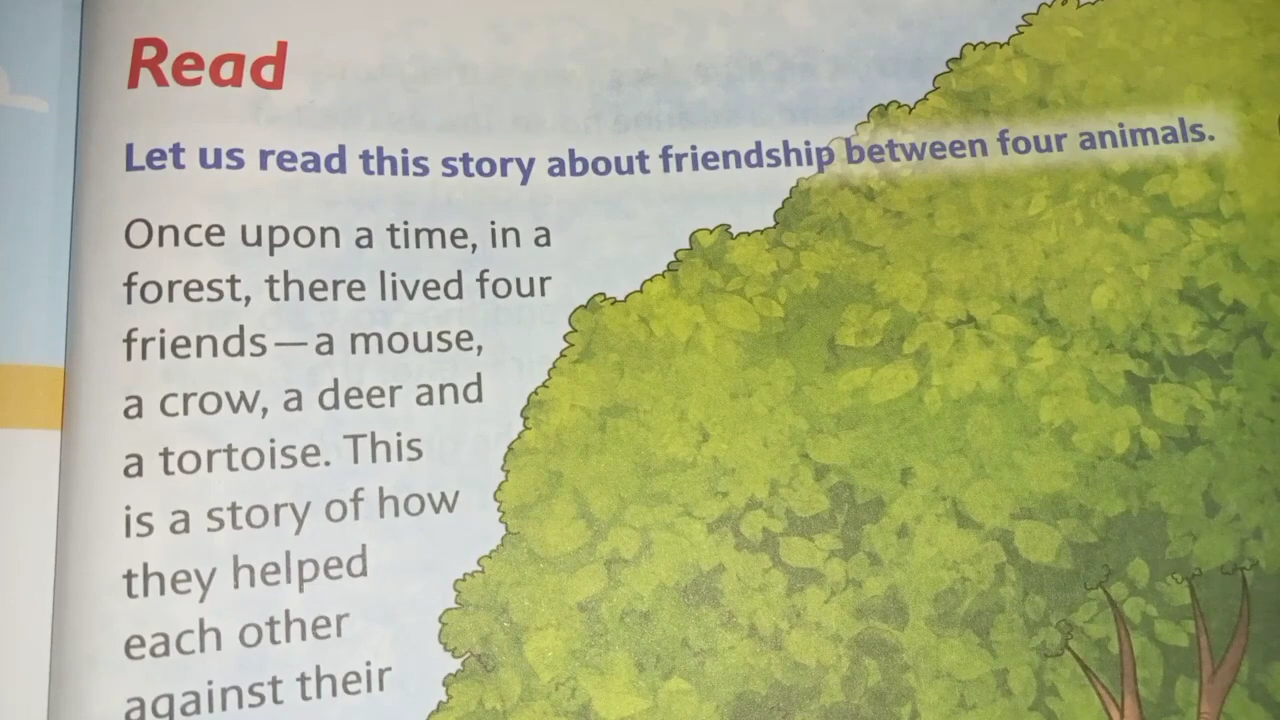 Read
Let us read this story about friendship between four animals.
Once upon a time, in a
forest, there lived four
friends—a mouse,
a crow, a deer and
a tortoise. This
is a story of how
they helped
each other
against their